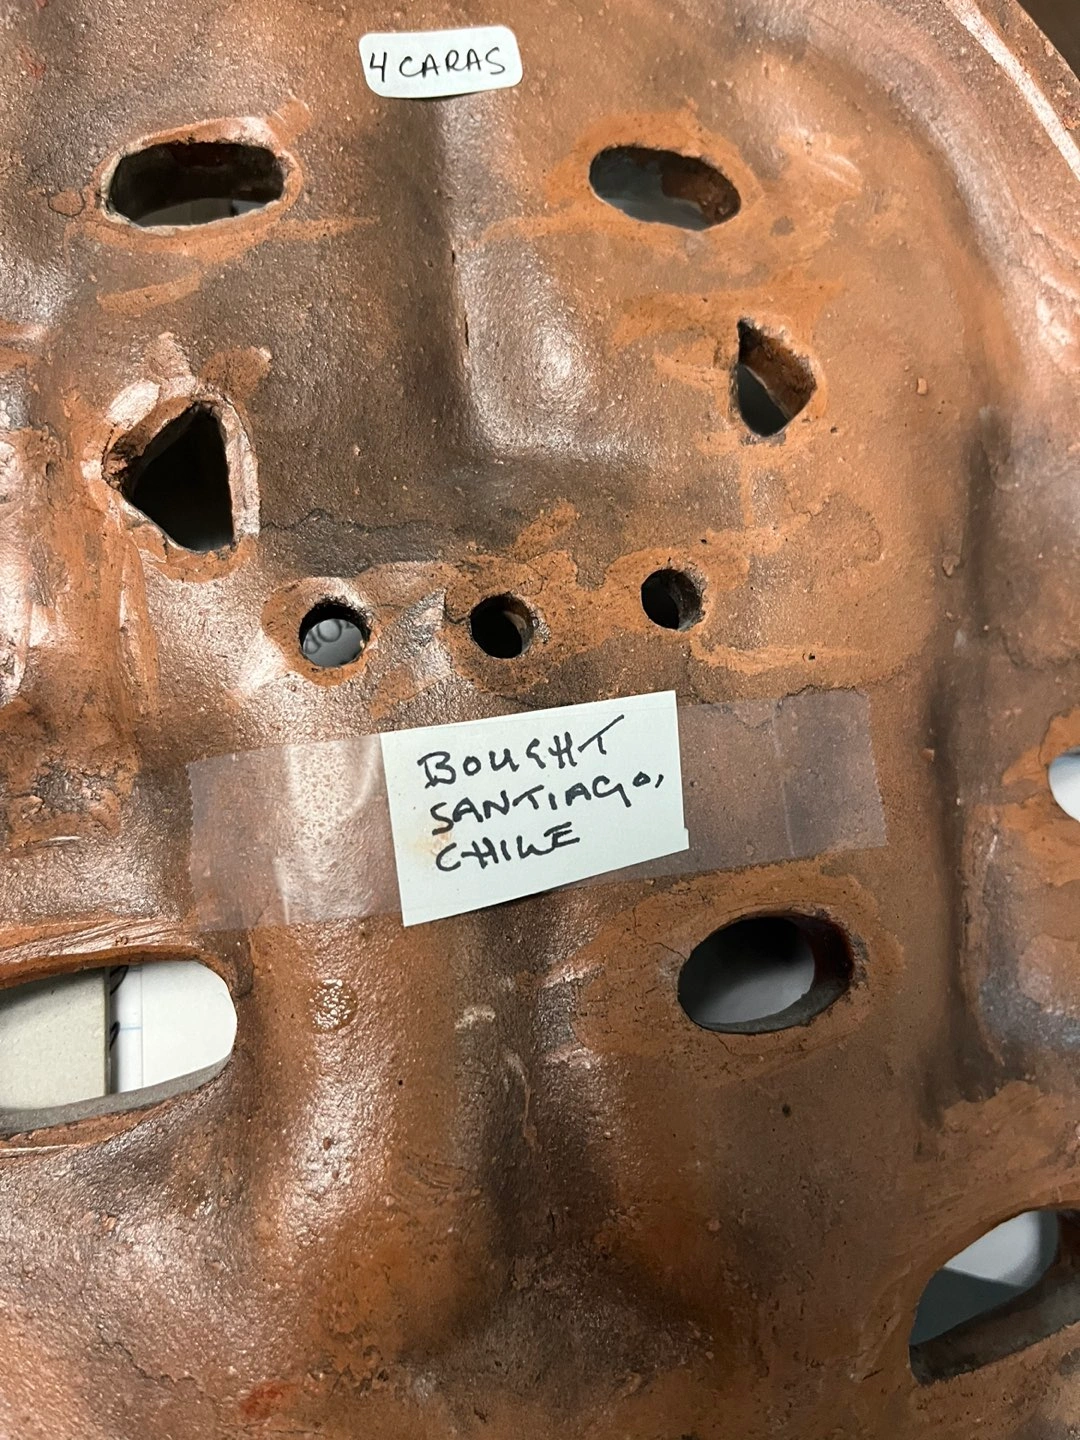 4 CARAS
BOUGHT
SANTIAGO,
CHILE